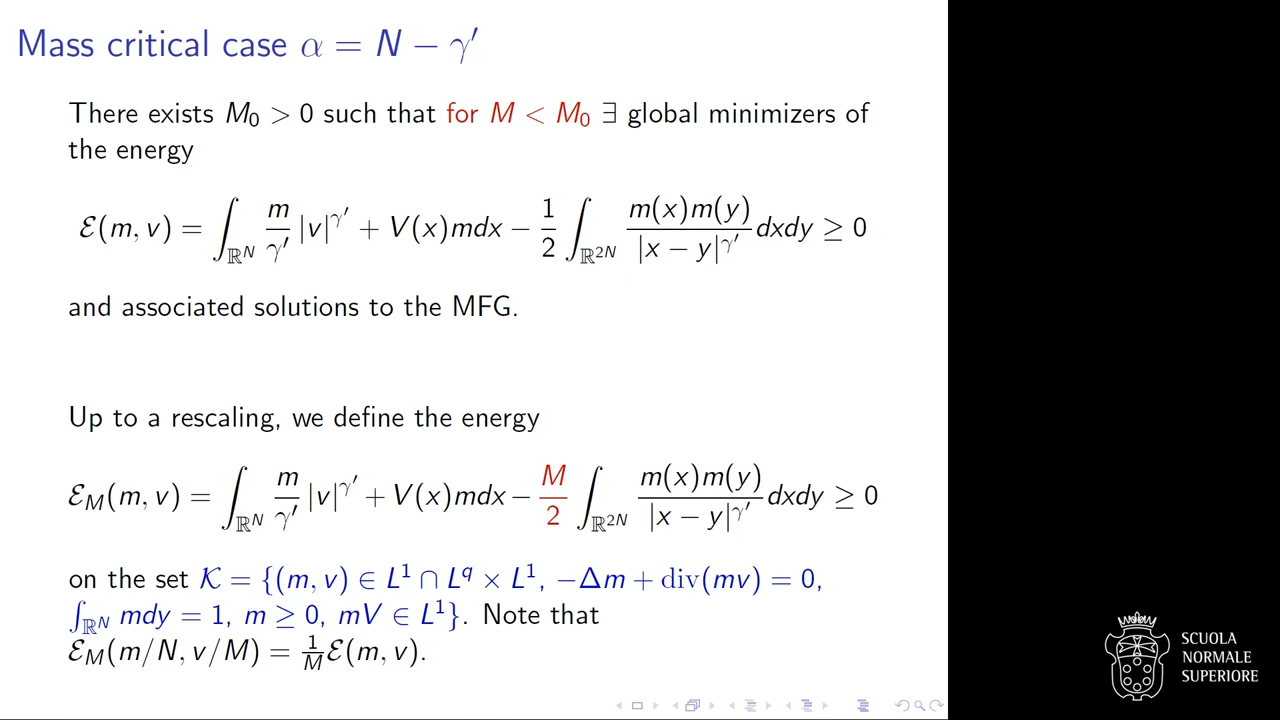 Mass critical case α = N − γ′
There exists M₀ > 0 such that for M < M₀ ∃ global minimizers of
the energy
ℰ(m, v) = ∫_{ℝ^N} m/γ′ |v|^{γ′} + V(x)mdx − 1/2 ∫_{ℝ^{2N}} m(x)m(y)/|x − y|^{γ′} dxdy ≥ 0
and associated solutions to the MFG.
Up to a rescaling, we define the energy
ℰ_M(m, v) = ∫_{ℝ^N} m/γ′ |v|^{γ′} + V(x)mdx − M/2 ∫_{ℝ^{2N}} m(x)m(y)/|x − y|^{γ′} dxdy ≥ 0
on the set 𝒦 = {(m, v) ∈ L¹ ∩ L^q × L¹, −Δm + div(mv) = 0,
∫_{ℝ^N} mdy = 1, m ≥ 0, mV ∈ L¹}. Note that
ℰ_M(m/N, v/M) = 1/M ℰ(m, v).
SCUOLA
NORMALE
SUPERIORE